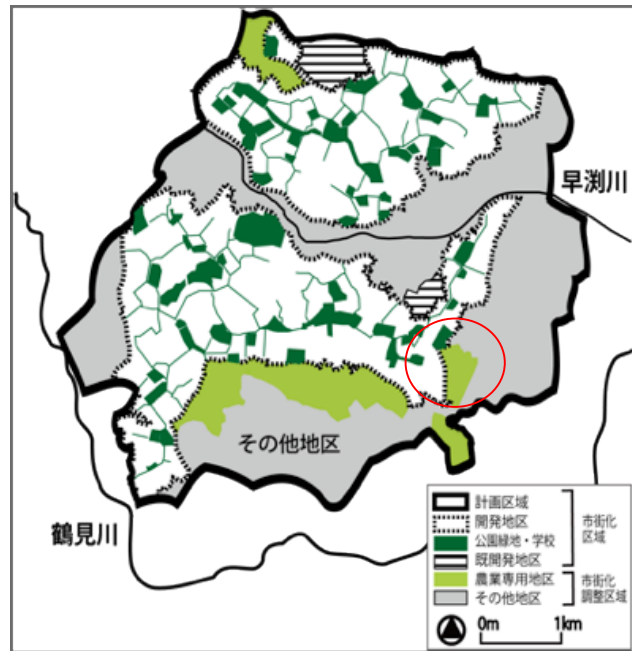 早渕川
その他地区
鶴見川
計画区域
開発地区
公園緑地・学校
既開発地区
市街化
区域
農業専用地区
その他地区
市街化
調整区域
0m 1km